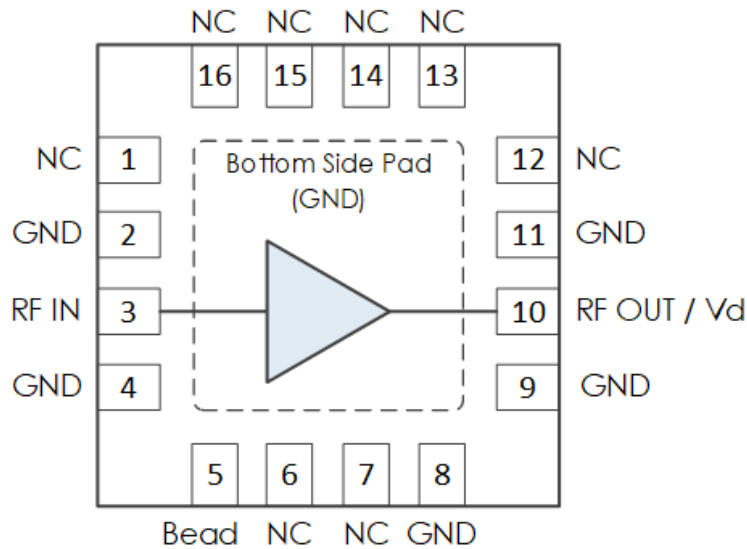 NC NC NC NC
16 15 14 13
NC 1 12 NC
Bottom Side Pad
(GND)
GND 2 11 GND
RF IN 3 10 RF OUT / Vd
GND 4 9 GND
5 6 7 8
Bead NC NC GND